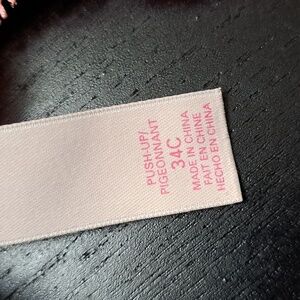 PUSH-UP/
PIGEONNANT
34C
MADE IN CHINA
FAIT EN CHINE
HECHO EN CHINA